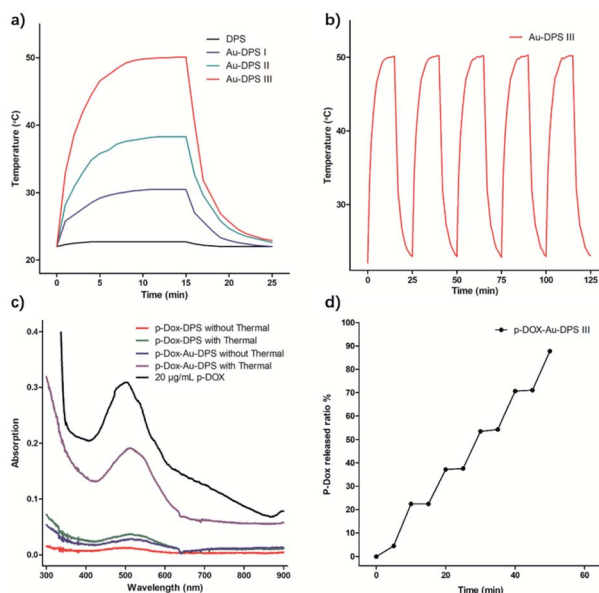 a)
DPS
Au-DPS I
Au-DPS II
Au-DPS III
50
40
30
20
Temperature (°C)
0
5
10
15
20
25
Time (min)
b)
Au-DPS III
50
40
30
Temperature (°C)
0
25
50
75
100
125
Time (min)
c)
p-Dox-DPS without Thermal
p-Dox-DPS with Thermal
p-Dox-Au-DPS without Thermal
p-Dox-Au-DPS with Thermal
20 µg/mL p-DOX
0.4
0.3
0.2
0.1
0.0
Absorption
300
400
500
600
700
800
900
Wavelength (nm)
d)
p-DOX-Au-DPS III
100
90
80
70
60
50
40
30
20
10
0
P-Dox released ratio %
0
20
40
60
Time (min)